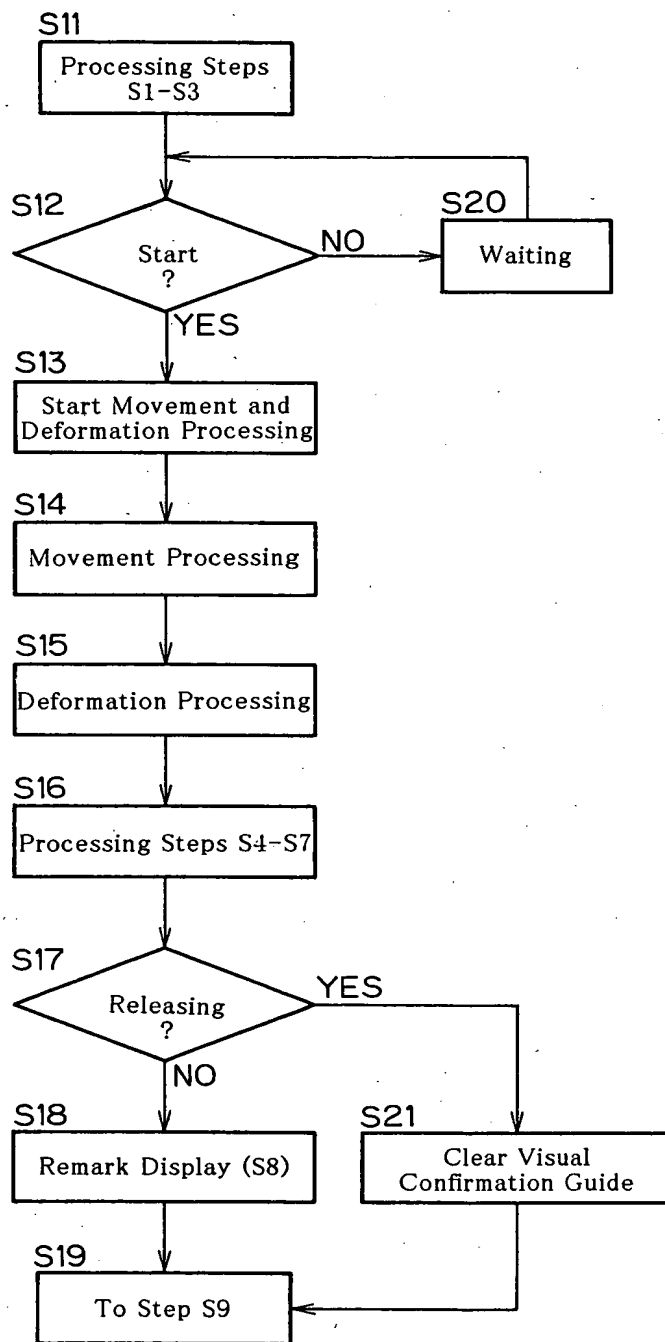 S11
Processing Steps
S1-S3
S12
Start
?
NO
S20
Waiting
YES
S13
Start Movement and
Deformation Processing
S14
Movement Processing
S15
Deformation Processing
S16
Processing Steps S4-S7
S17
Releasing
?
YES
NO
S18
Remark Display (S8)
S21
Clear Visual
Confirmation Guide
S19
To Step S9